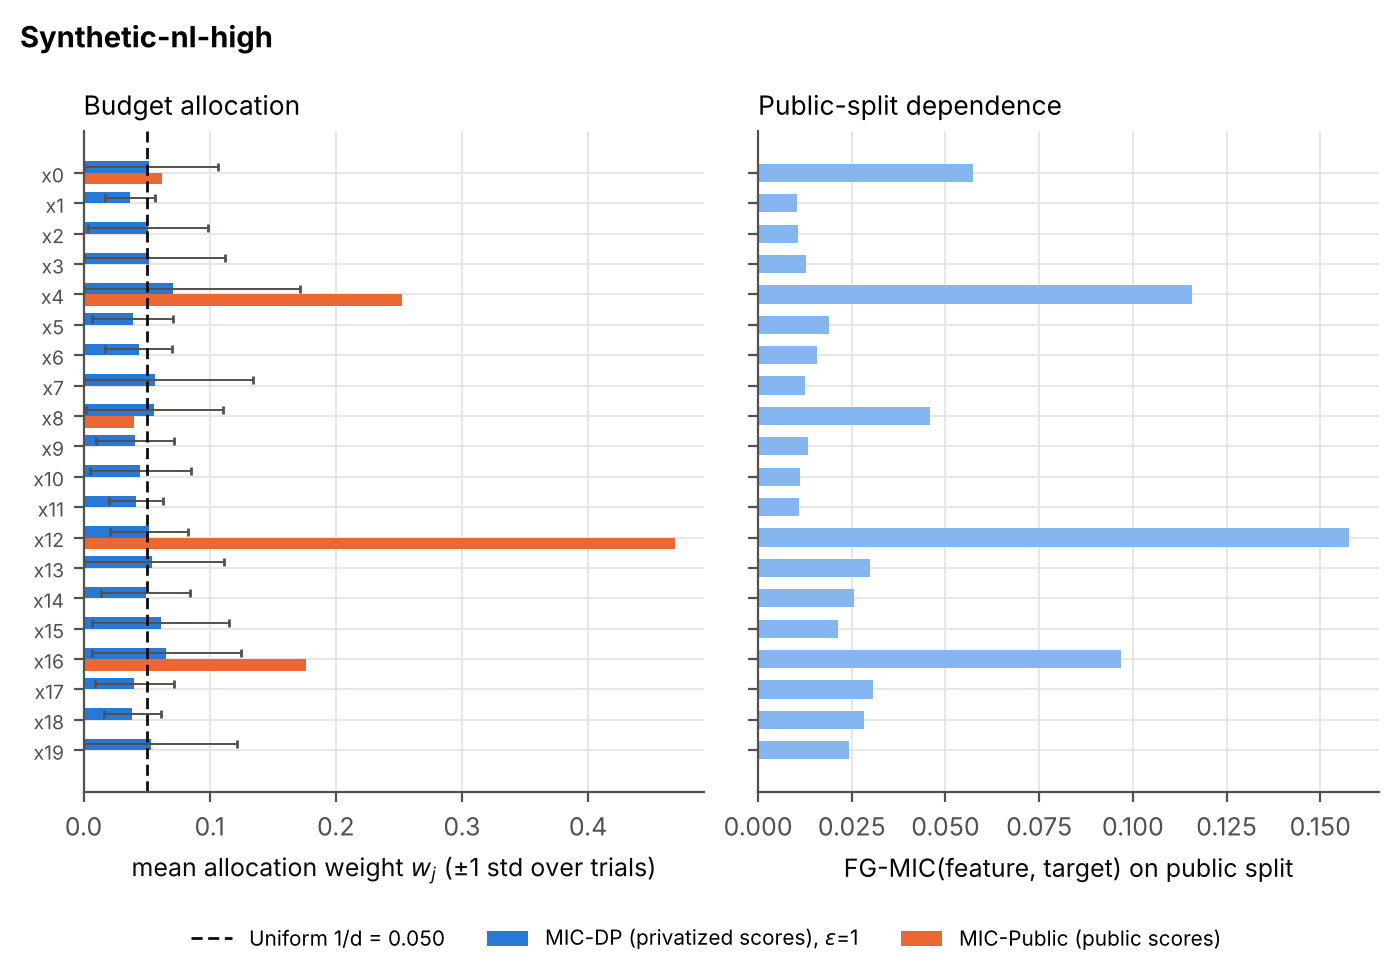 Synthetic-nl-high
Budget allocation
x0
x1
x2
x3
x4
x5
x6
x7
x8
x9
x10
x11
x12
x13
x14
x15
x16
x17
x18
x19
0.0 0.1 0.2 0.3 0.4
mean allocation weight wj (±1 std over trials)
Public-split dependence
0.000 0.025 0.050 0.075 0.100 0.125 0.150
FG-MIC(feature, target) on public split
Uniform 1/d = 0.050 MIC-DP (privatized scores), ε=1 MIC-Public (public scores)